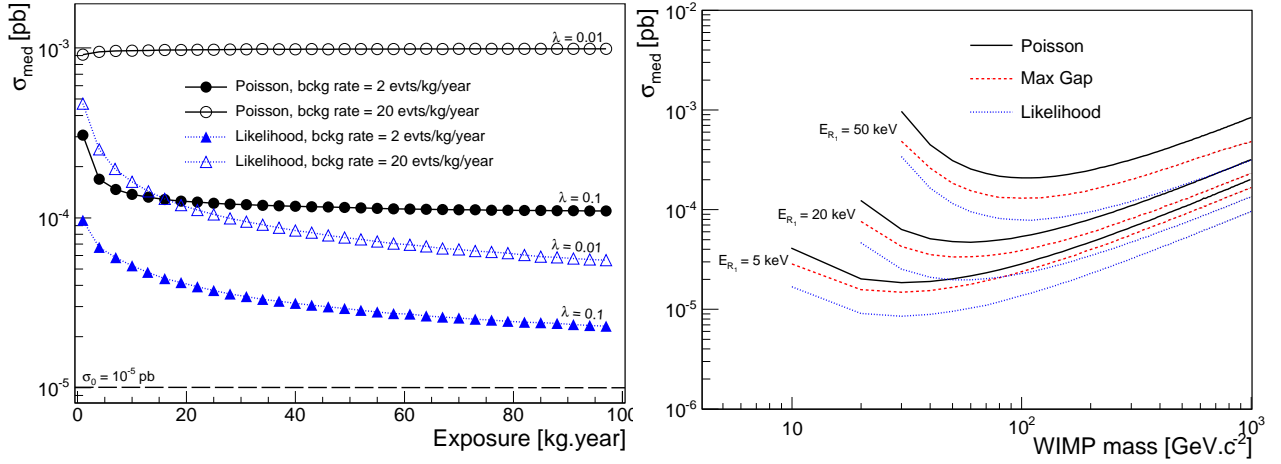 σmed [pb]
10⁻³
10⁻⁴
10⁻⁵
λ = 0.01
Poisson, bckg rate = 2 evts/kg/year
Poisson, bckg rate = 20 evts/kg/year
Likelihood, bckg rate = 2 evts/kg/year
Likelihood, bckg rate = 20 evts/kg/year
λ = 0.1
λ = 0.01
λ = 0.1
σ₀ = 10⁻⁵ pb
0 20 40 60 80 100
Exposure [kg.year]
σmed [pb]
10⁻²
10⁻³
10⁻⁴
10⁻⁵
10⁻⁶
Poisson
Max Gap
Likelihood
E_R₁ = 50 keV
E_R₁ = 20 keV
E_R₁ = 5 keV
10 10² 10³
WIMP mass [GeV.c⁻²]